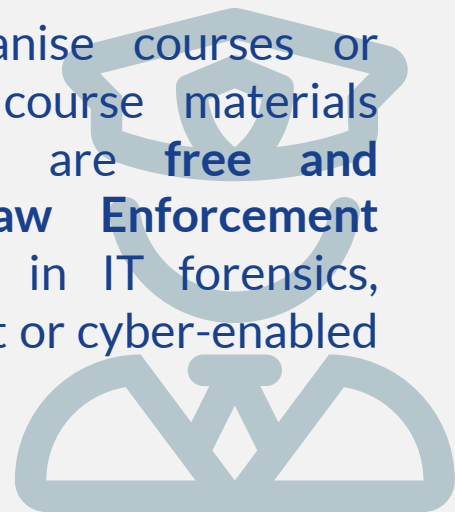 anise courses or
course materials
are free and
aw Enforcement
in IT forensics,
t or cyber-enabled